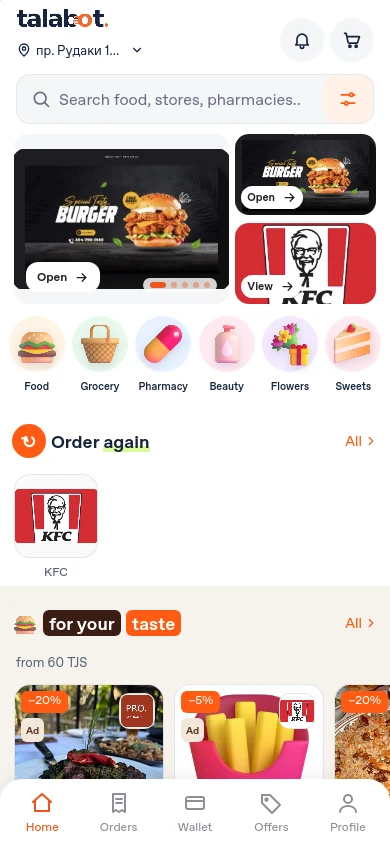 talabot.
пр. Рудаки 1...
Search food, stores, pharmacies..
Special Tasty
BURGER
Open
Special Tasty
BURGER
Open
View
KFC
Food
Grocery
Pharmacy
Beauty
Flowers
Sweets
Order again
All
KFC
KFC
for your taste
All
from 60 TJS
−20%
PRO.
Ad
−5%
KFC
Ad
−20%
Home
Orders
Wallet
Offers
Profile